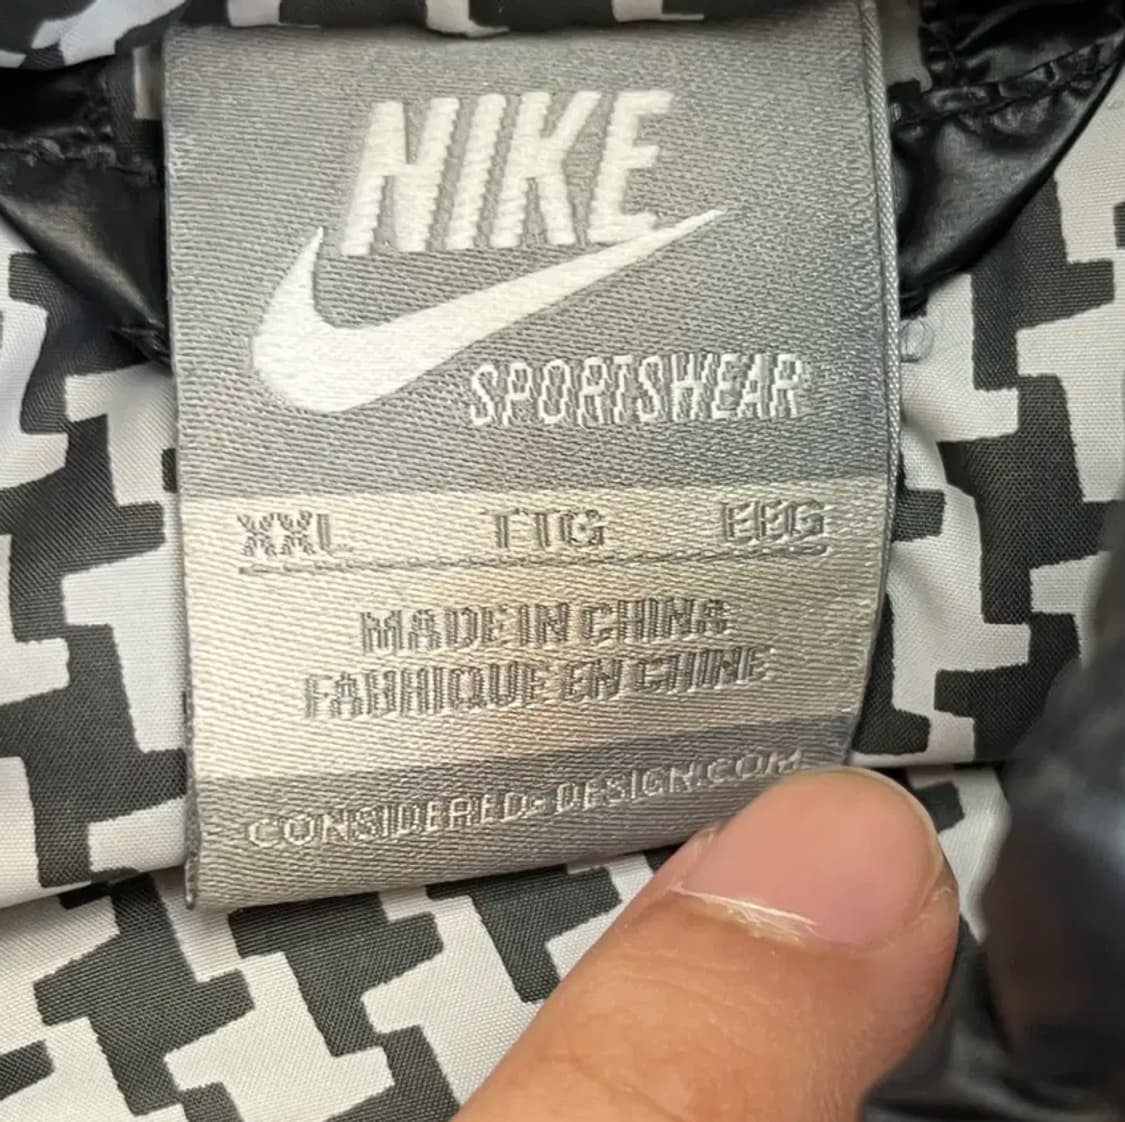 NIKE
SPORTSWEAR
XXL TTG EEG
MADE IN CHINA
FABRIQUE EN CHINE
CONSIDERED-DESIGN.COM